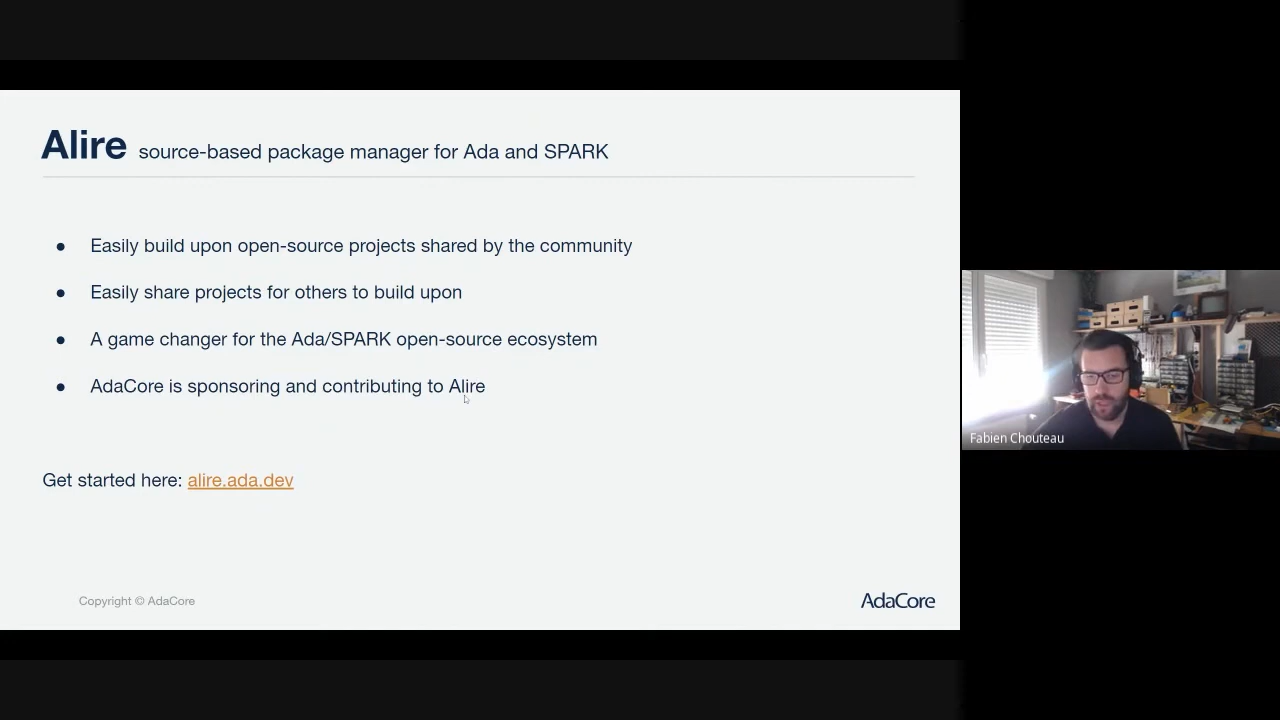 Alire source-based package manager for Ada and SPARK
● Easily build upon open-source projects shared by the community
● Easily share projects for others to build upon
● A game changer for the Ada/SPARK open-source ecosystem
● AdaCore is sponsoring and contributing to Alire
Get started here: alire.ada.dev
Copyright © AdaCore
AdaCore
Fabien Chouteau